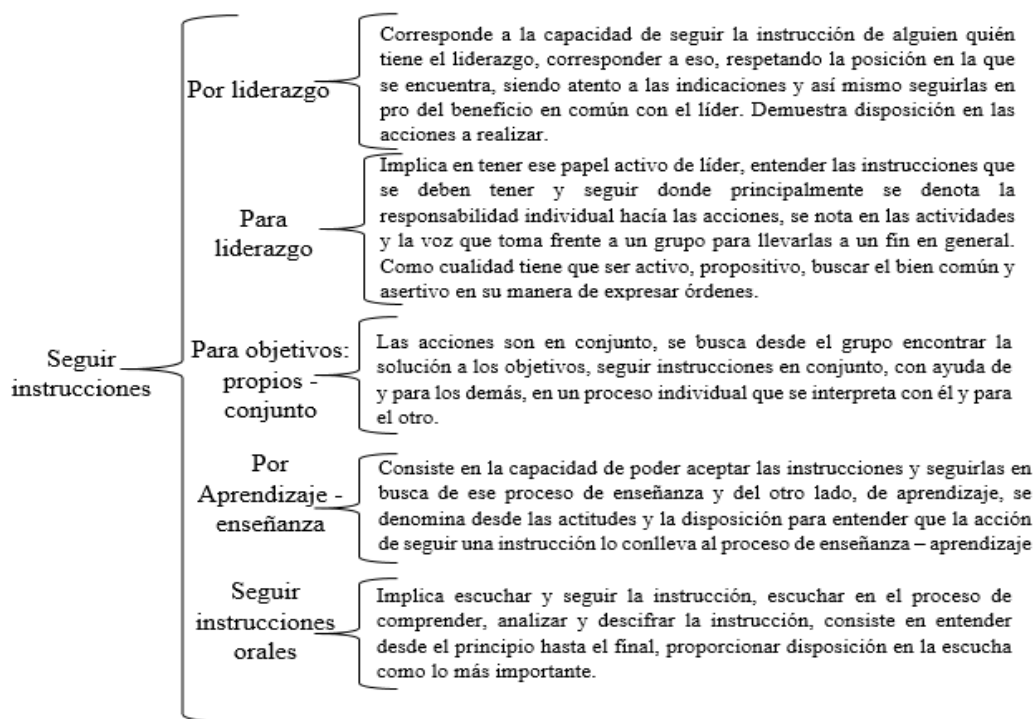 Seguir
instrucciones
Por liderazgo
Corresponde a la capacidad de seguir la instrucción de alguien quién
tiene el liderazgo, corresponder a eso, respetando la posición en la que
se encuentra, siendo atento a las indicaciones y así mismo seguirlas en
pro del beneficio en común con el líder. Demuestra disposición en las
acciones a realizar.
Para
liderazgo
Implica en tener ese papel activo de líder, entender las instrucciones que
se deben tener y seguir donde principalmente se denota la
responsabilidad individual hacía las acciones, se nota en las actividades
y la voz que toma frente a un grupo para llevarlas a un fin en general.
Como cualidad tiene que ser activo, propositivo, buscar el bien común y
asertivo en su manera de expresar órdenes.
Para objetivos:
propios -
conjunto
Las acciones son en conjunto, se busca desde el grupo encontrar la
solución a los objetivos, seguir instrucciones en conjunto, con ayuda de
y para los demás, en un proceso individual que se interpreta con él y para
el otro.
Por
Aprendizaje -
enseñanza
Consiste en la capacidad de poder aceptar las instrucciones y seguirlas en
busca de ese proceso de enseñanza y del otro lado, de aprendizaje, se
denomina desde las actitudes y la disposición para entender que la acción
de seguir una instrucción lo conlleva al proceso de enseñanza – aprendizaje
Seguir
instrucciones
orales
Implica escuchar y seguir la instrucción, escuchar en el proceso de
comprender, analizar y descifrar la instrucción, consiste en entender
desde el principio hasta el final, proporcionar disposición en la escucha
como lo más importante.